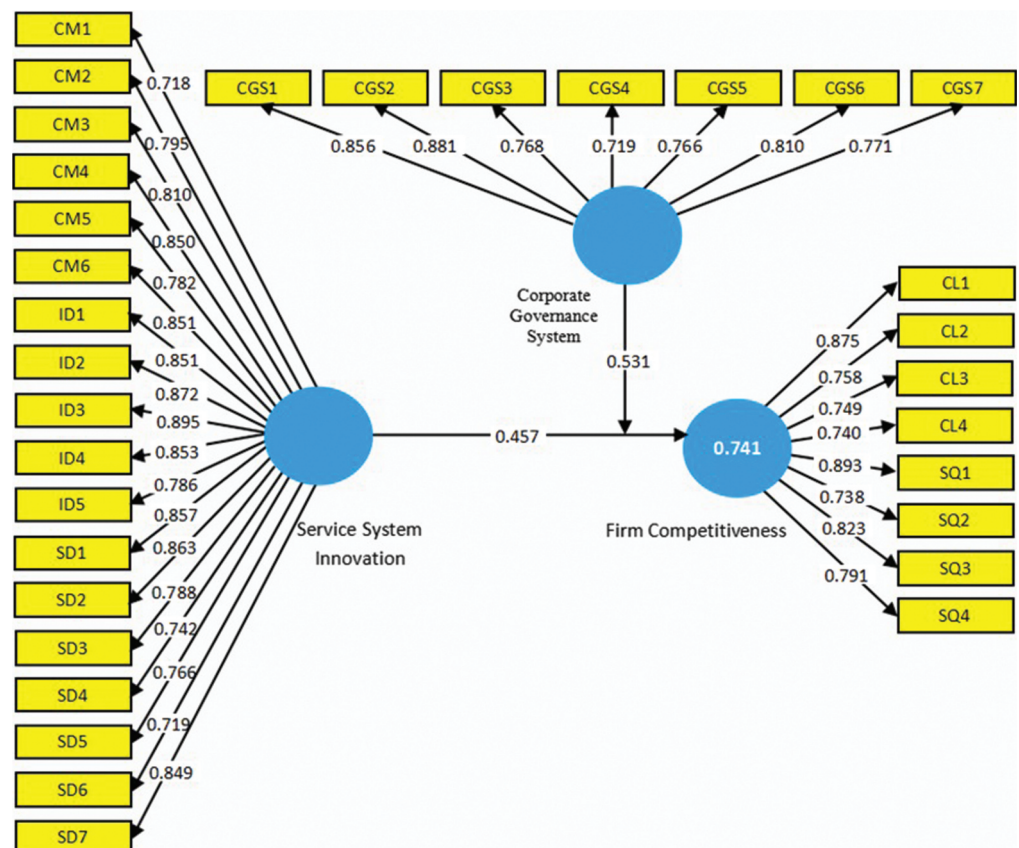 CM1
CM2
CM3
CM4
CM5
CM6
ID1
ID2
ID3
ID4
ID5
SD1
SD2
SD3
SD4
SD5
SD6
SD7
0.718
0.795
0.810
0.850
0.782
0.851
0.851
0.872
0.895
0.853
0.786
0.857
0.863
0.788
0.742
0.766
0.719
0.849
Service System
Innovation
CGS1 CGS2 CGS3 CGS4 CGS5 CGS6 CGS7
0.856 0.881 0.768 0.719 0.766 0.810 0.771
Corporate
Governance
System
0.531
0.457
0.741
Firm Competitiveness
0.875
0.758
0.749
0.740
0.893
0.738
0.823
0.791
CL1
CL2
CL3
CL4
SQ1
SQ2
SQ3
SQ4